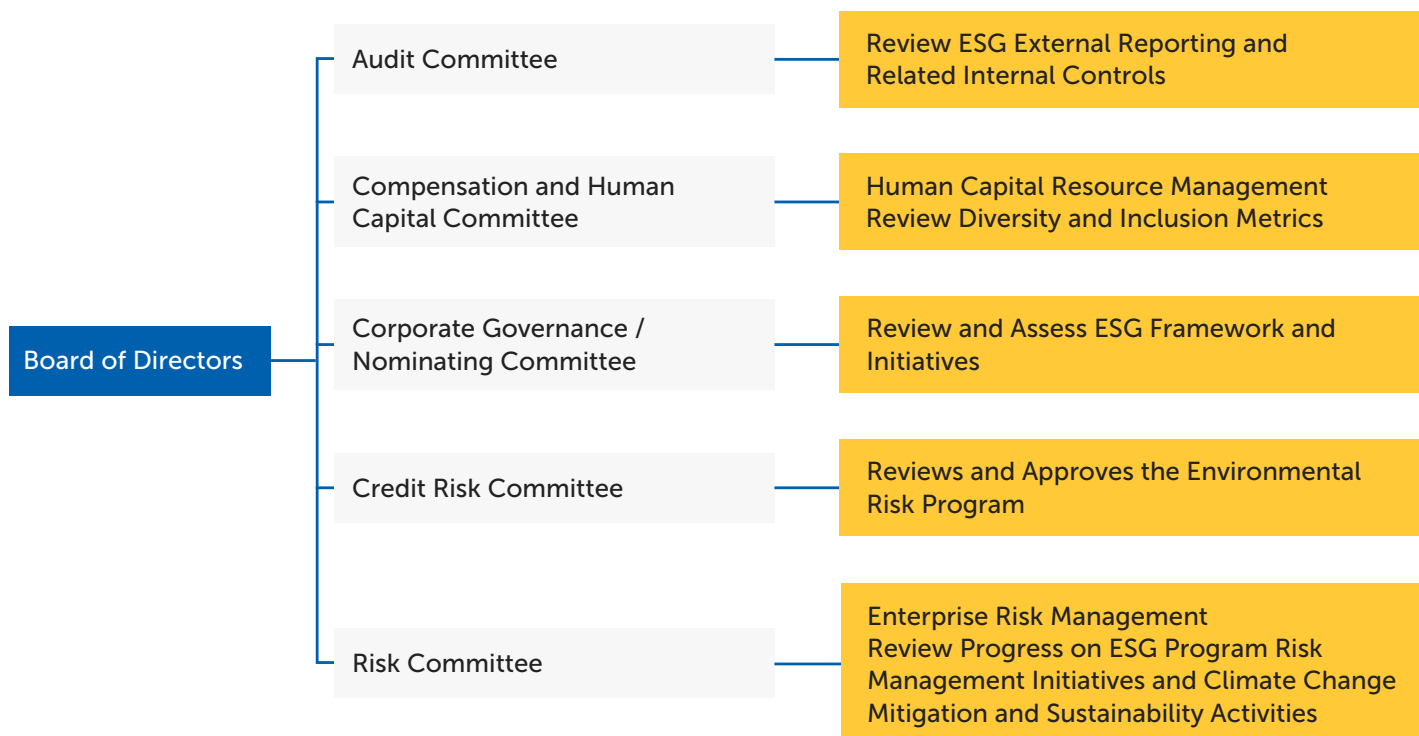 Board of Directors
Audit Committee
Review ESG External Reporting and
Related Internal Controls
Compensation and Human
Capital Committee
Human Capital Resource Management
Review Diversity and Inclusion Metrics
Corporate Governance /
Nominating Committee
Review and Assess ESG Framework and
Initiatives
Credit Risk Committee
Reviews and Approves the Environmental
Risk Program
Risk Committee
Enterprise Risk Management
Review Progress on ESG Program Risk
Management Initiatives and Climate Change
Mitigation and Sustainability Activities